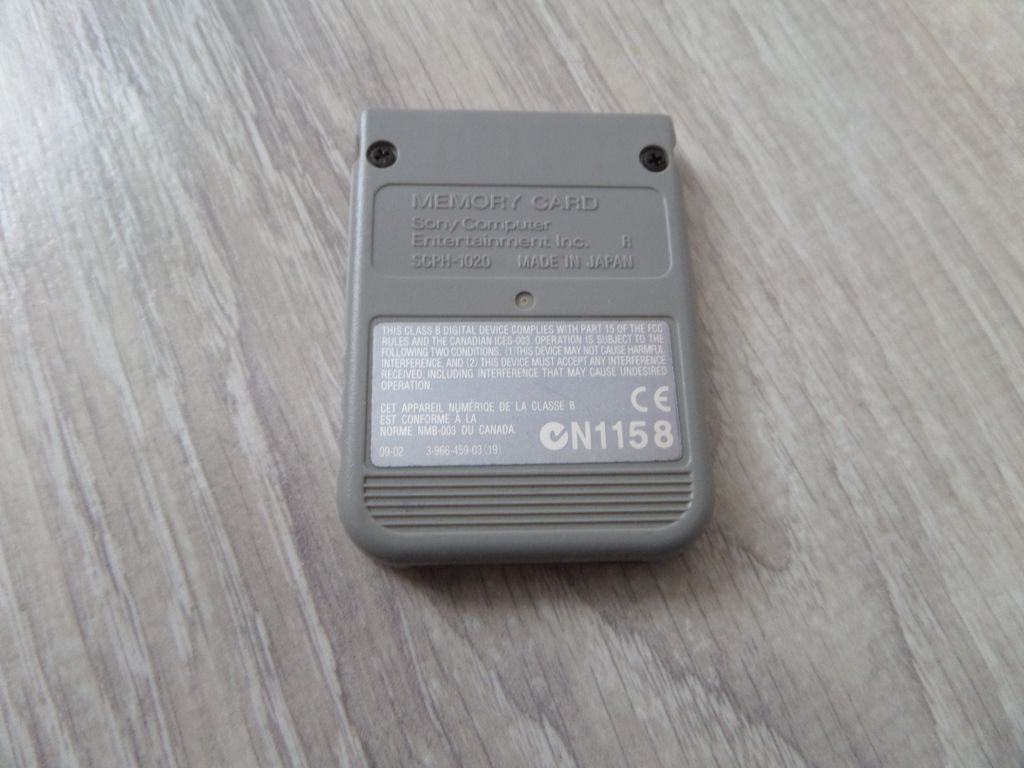 MEMORY CARD
Sony Computer
Entertainment Inc. R
SCPH-1020 MADE IN JAPAN
THIS CLASS B DIGITAL DEVICE COMPLIES WITH PART 15 OF THE FCC
RULES AND THE CANADIAN ICES-003. OPERATION IS SUBJECT TO THE
FOLLOWING TWO CONDITIONS. (1)THIS DEVICE MAY NOT CAUSE HARMFUL
INTERFERENCE, AND (2) THIS DEVICE MUST ACCEPT ANY INTERFERENCE
RECEIVED, INCLUDING INTERFERENCE THAT MAY CAUSE UNDESIRED
OPERATION.
CET APPAREIL NUMÉRIQE DE LA CLASSE B
EST CONFORME À LA
NORME NMB-003 DU CANADA.
CE
N1158
09-02 3-966-459-03 (19)